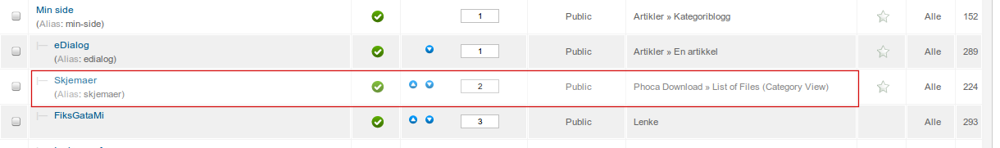 Min side
(Alias: min-side)
1
Public
Artikler » Kategoriblogg
Alle
152
eDialog
(Alias: edialog)
1
Public
Artikler » En artikkel
Alle
289
Skjemaer
(Alias: skjemaer)
2
Public
Phoca Download » List of Files (Category View)
Alle
224
FiksGataMi
3
Public
Lenke
Alle
293